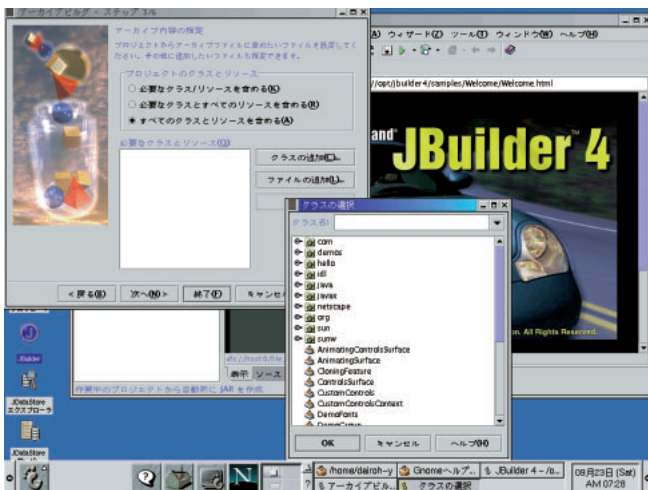 アーカイブビルダ - ステップ 3/6
アーカイブ内容の指定
プロジェクトからアーカイブファイルに含めたいファイルを設定してく
ださい。その他に追加したいファイルも指定できます。
プロジェクトのクラスとリソース
必要なクラス/リソースを含める(K)
必要なクラスとすべてのリソースを含める(R)
すべてのクラスとリソースを含める(A)
必要なクラスとリソース(Q)
クラスの追加(C)...
ファイルの追加(L)...
< 戻る(B)
次へ(N) >
終了(F)
キャンセル
ウィザード(Z) ツール(T) ウィンドウ(W) ヘルプ(H)
//opt/jbuilder4/samples/Welcome/Welcome.html
and
JBuilder 4
™
on. All Rights Reserved.
クラスの選択
クラス名:
com
demos
hello
idl
java
javax
netscape
org
sun
sunw
AnimatingControlsSurface
AnimatingSurface
CloningFeature
ControlsSurface
CustomControls
CustomControlsContext
DemoFonts
DemoGroup
OK
キャンセル
ヘルプ(H)
表示 ソース
作業中のプロジェクトから自動的に JAR を作成
JBuilder
JDataStore
エクスプローラ
JDataStore
/home/dairoh-y
Gnomeヘルプ..
JBuilder 4 - /o..
アーカイブビル..
クラスの選択
09月23日 (Sat)
AM 07:28